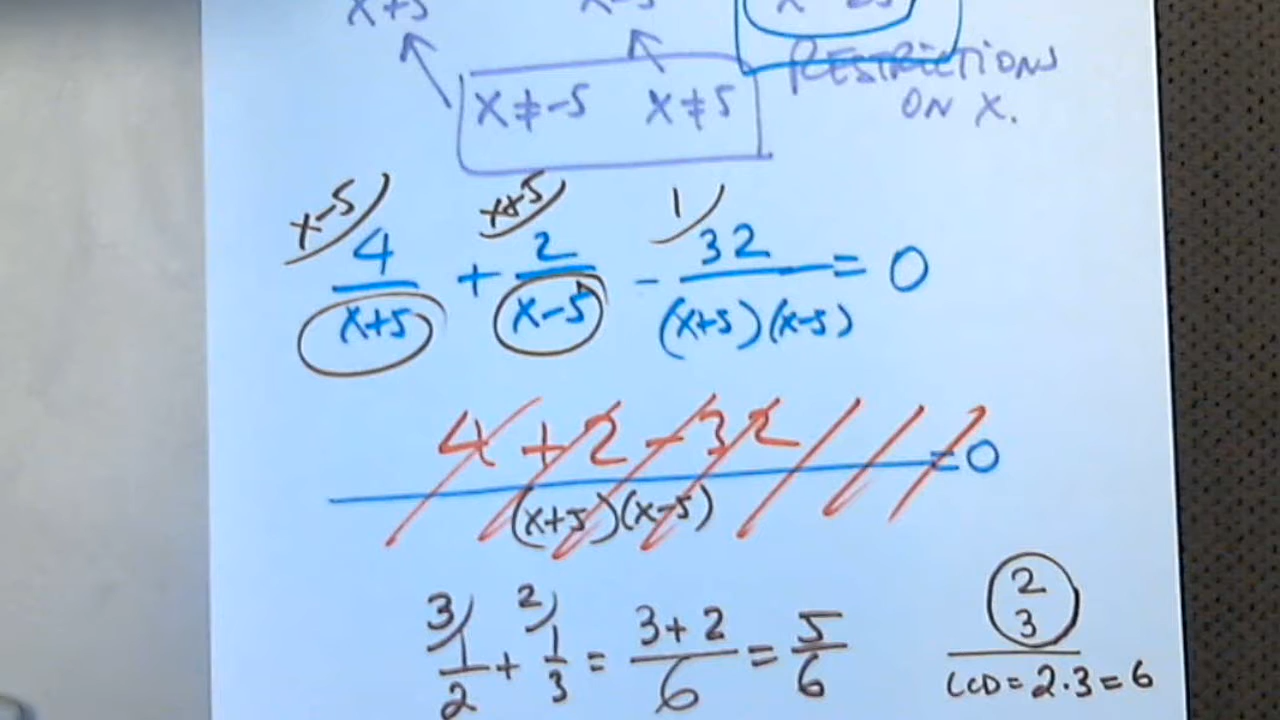 x+5
x≠-5 x≠5 RESTRICTIONS
ON X.
x-5) x+5) 1)
4/(x+5) + 2/(x-5) - 32/((x+5)(x-5)) = 0
4 + 2 - 32 = 0
(x+5)(x-5)
3) 2)
1/2 + 1/3 = (3+2)/6 = 5/6
2
3
LCD = 2·3 = 6